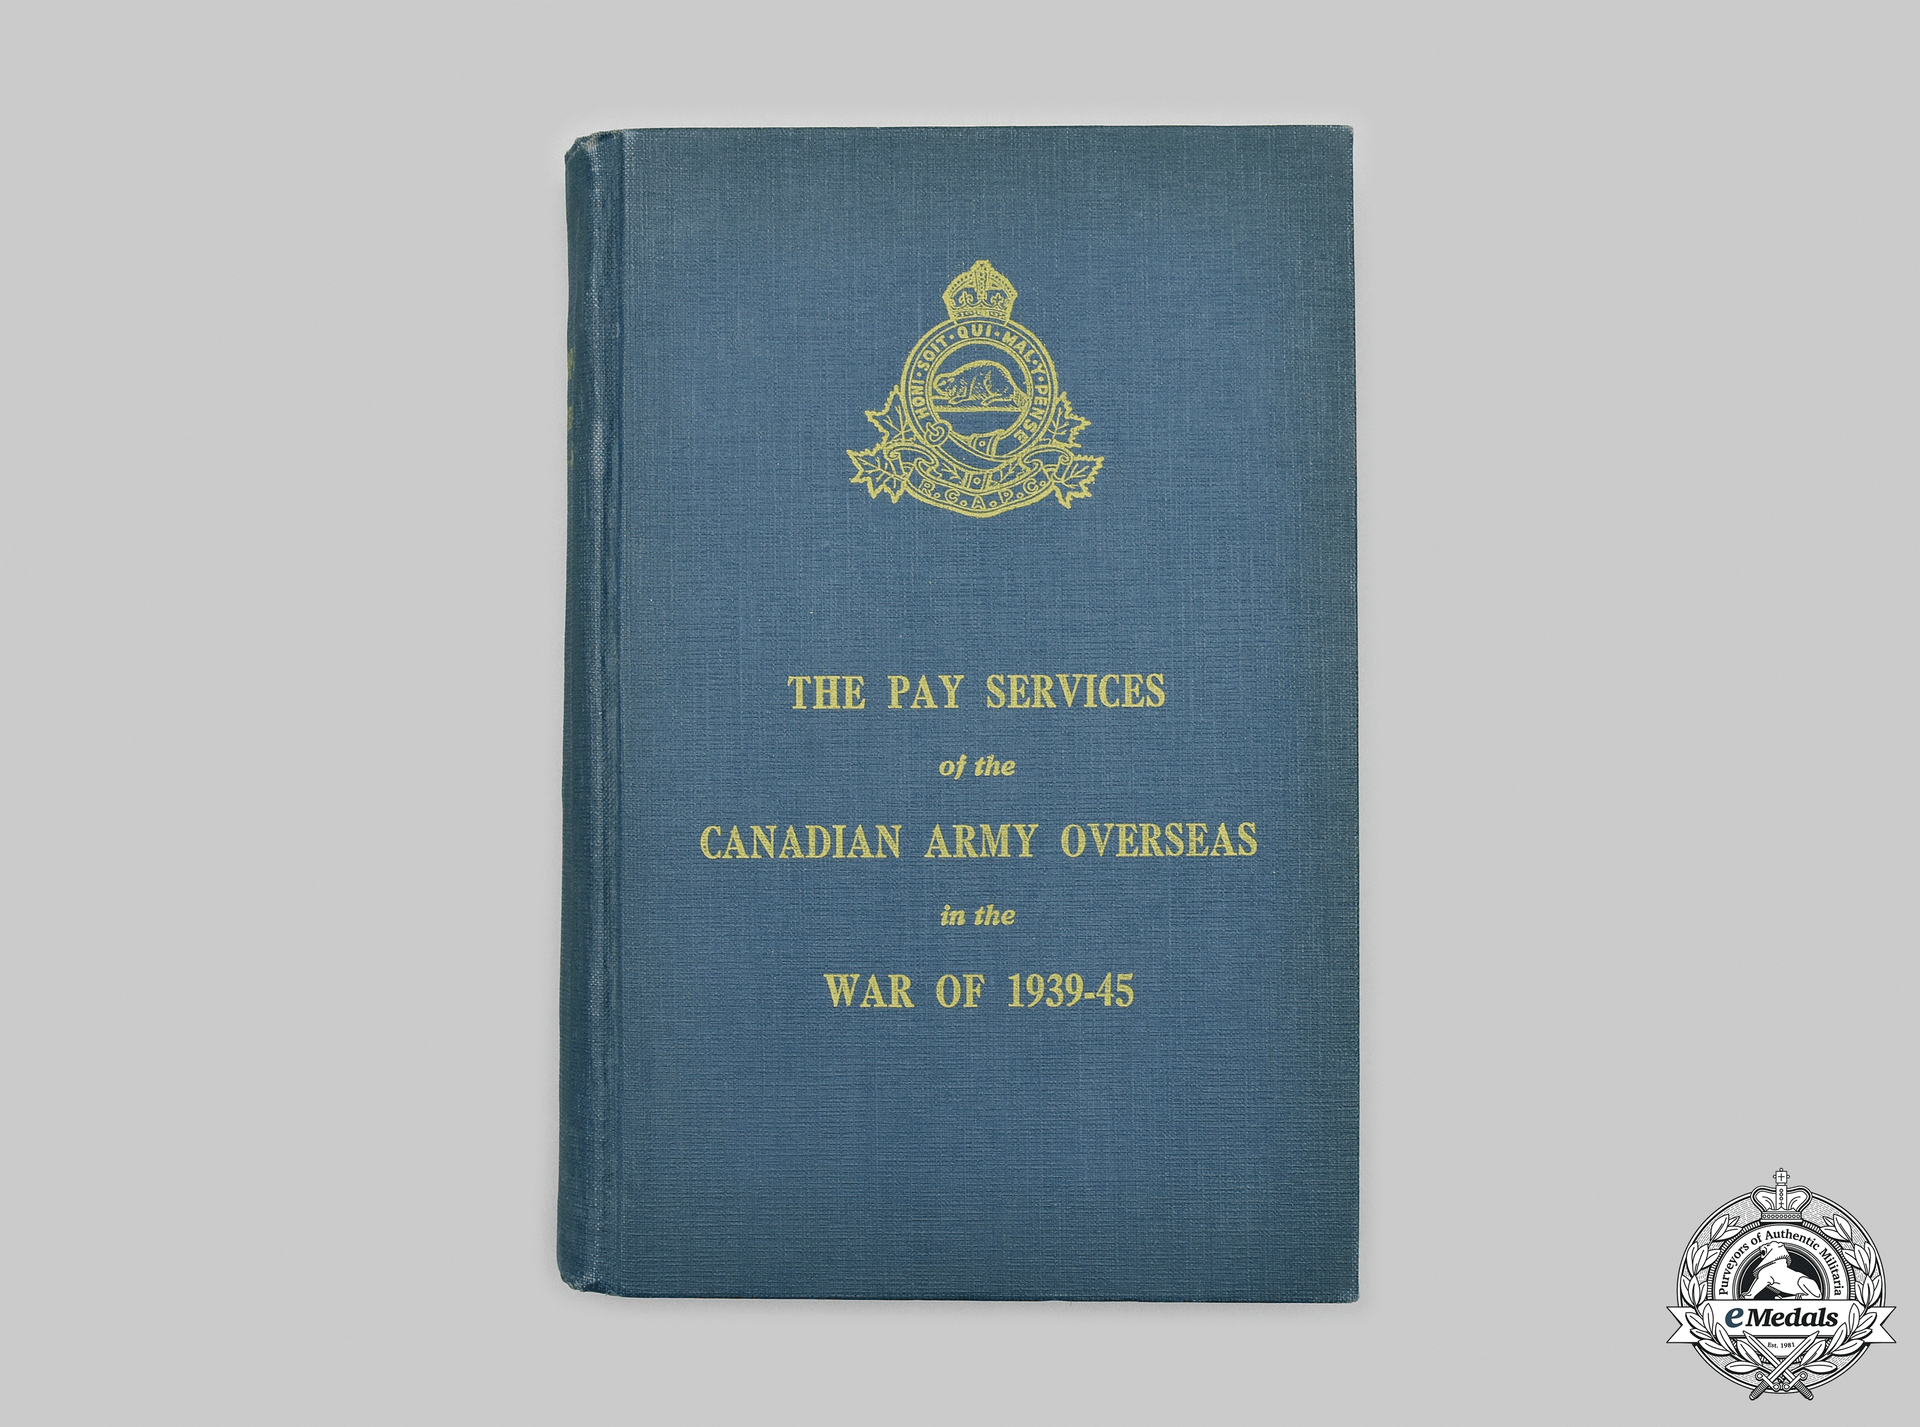 HONI · SOIT · QUI · MAL · Y · PENSE
R.C.A.P.C.
THE PAY SERVICES
of the
CANADIAN ARMY OVERSEAS
in the
WAR OF 1939-45
Purveyors of Authentic Militaria
eMedals
Est. 1981